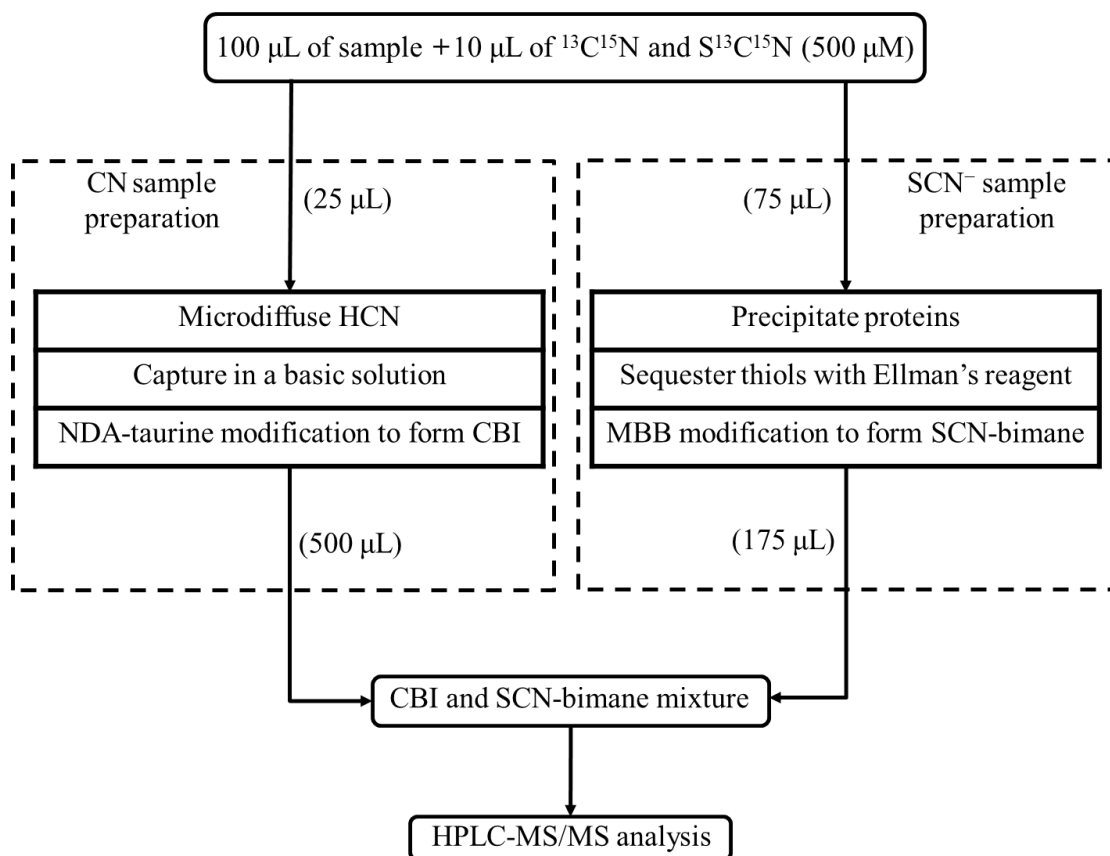 100 μL of sample + 10 μL of ¹³C¹⁵N and S¹³C¹⁵N (500 μM)
CN sample
preparation
(25 μL)
Microdiffuse HCN
Capture in a basic solution
NDA-taurine modification to form CBI
(500 μL)
(75 μL)
SCN⁻ sample
preparation
Precipitate proteins
Sequester thiols with Ellman’s reagent
MBB modification to form SCN-bimane
(175 μL)
CBI and SCN-bimane mixture
HPLC-MS/MS analysis